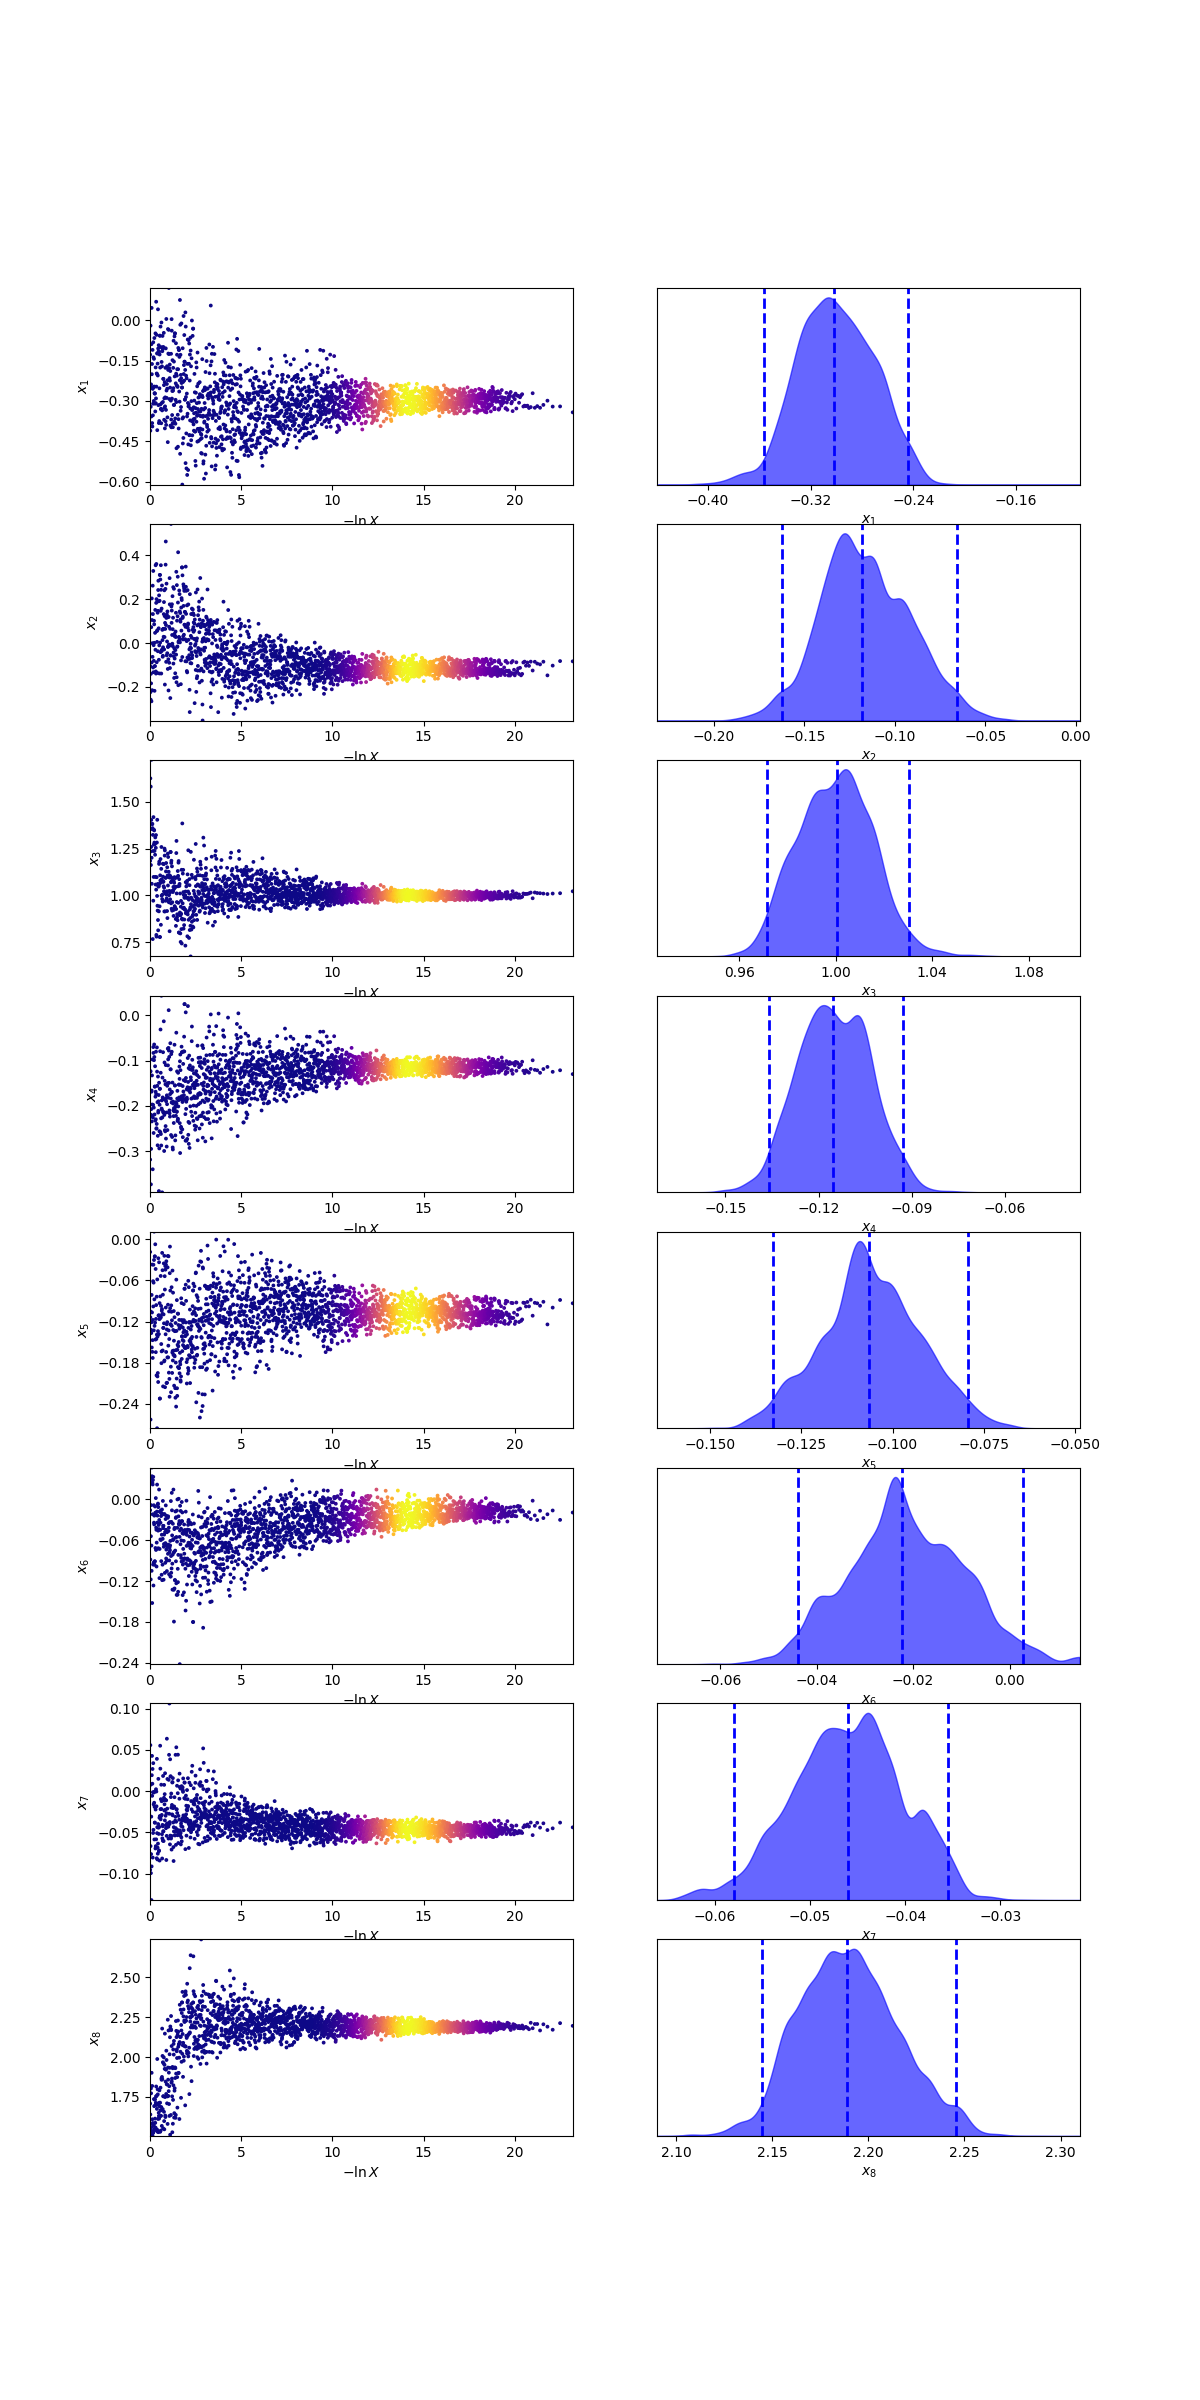 0.00
−0.15
−0.30
−0.45
−0.60
x₁
0 5 10 15 20
−ln X
−0.40 −0.32 −0.24 −0.16
x₁
0.4
0.2
0.0
−0.2
x₂
0 5 10 15 20
−ln X
−0.20 −0.15 −0.10 −0.05 0.00
x₂
1.50
1.25
1.00
0.75
x₃
0 5 10 15 20
−ln X
0.96 1.00 1.04 1.08
x₃
0.0
−0.1
−0.2
−0.3
x₄
0 5 10 15 20
−ln X
−0.15 −0.12 −0.09 −0.06
x₄
0.00
−0.06
−0.12
−0.18
−0.24
x₅
0 5 10 15 20
−ln X
−0.150 −0.125 −0.100 −0.075 −0.050
x₅
0.00
−0.06
−0.12
−0.18
−0.24
x₆
0 5 10 15 20
−ln X
−0.06 −0.04 −0.02 0.00
x₆
0.10
0.05
0.00
−0.05
−0.10
x₇
0 5 10 15 20
−ln X
−0.06 −0.05 −0.04 −0.03
x₇
2.50
2.25
2.00
1.75
x₈
0 5 10 15 20
−ln X
2.10 2.15 2.20 2.25 2.30
x₈